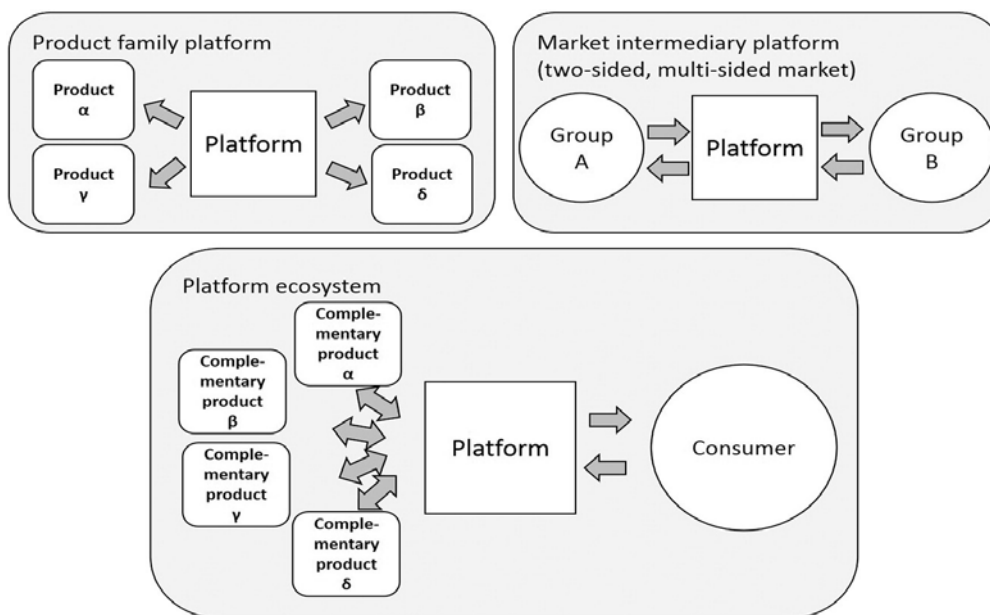 Product family platform
Product
α
Product
γ
Platform
Product
β
Product
δ
Market intermediary platform
(two-sided, multi-sided market)
Group
A
Platform
Group
B
Platform ecosystem
Comple-
mentary
product
α
Comple-
mentary
product
β
Comple-
mentary
product
γ
Comple-
mentary
product
δ
Platform
Consumer